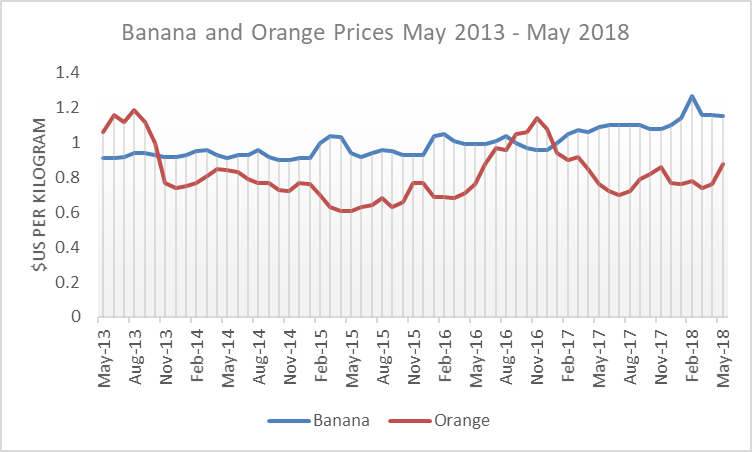 Banana and Orange Prices May 2013 - May 2018
$US PER KILOGRAM
1.4
1.2
1
0.8
0.6
0.4
0.2
0
May-13
Aug-13
Nov-13
Feb-14
May-14
Aug-14
Nov-14
Feb-15
May-15
Aug-15
Nov-15
Feb-16
May-16
Aug-16
Nov-16
Feb-17
May-17
Aug-17
Nov-17
Feb-18
May-18
Banana Orange